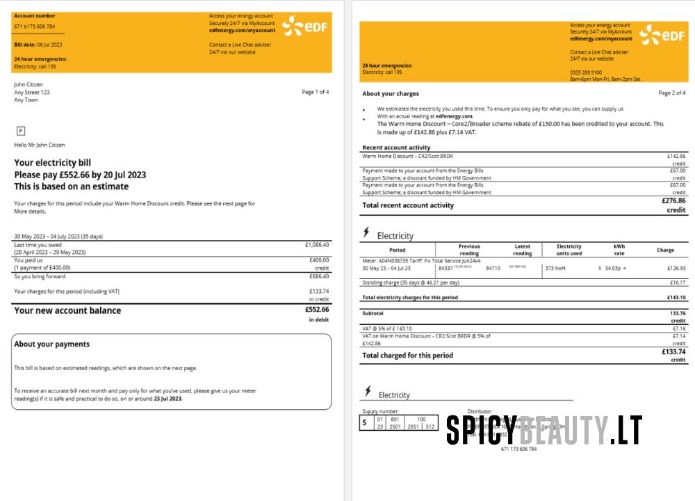 Account number
671 6173 606 784
Bill date: 06 Jul 2023
24 hour emergencies:
Electricity: call 105
Access your energy account
Securely 24/7 via MyAccount
edfenergy.com/myaccount
Contact a Live Chat adviser:
24/7 via our website
eDF
John Citizen
Any Street 123
Any Town
Page 1 of 4
P
Hello Mr John Citizen
Your electricity bill
Please pay £552.66 by 20 Jul 2023
This is based on an estimate
Your charges for this period include your Warm Home Discount credit. Please see the next page for
More details.
30 May 2023 – 04 July 2023 (35 days)
Last time you owed
£1,086.40
(28 April 2023 – 29 May 2023)
You paid us
£400.00
(1 payment of £400.00)
credit
So you bring forward
£686.40
Your charges for this period (including VAT)
£133.74
in credit
Your new account balance
£552.66
in debit
About your payments
This bill is based on estimated readings, which are shown on the next page.
To receive an accurate bill next month and pay only for what you've used, please give us your meter
reading(s) if it is safe and practical to do so, on or around 23 Jul 2023.
24 hour emergencies:
Electricity: call 105
Access your energy account
Securely 24/7 via MyAccount
edfenergy.com/myaccount
Contact a Live Chat adviser
24/7 via our website
0333 200 5100
8am-6pm Mon-Fri, 8am-2pm Sat
eDF
About your charges
Page 2 of 4
We estimated the electricity you used this time. To ensure you only pay for what you see, you can supply us
With an actual reading at edfenergy.com
The Warm Home Discount – Core2/Broader scheme rebate of £150.00 has been credited to your account. This
Is made up of £142.86 plus £7.14 VAT.
Recent account activity
Warm Home Discount – CR2/Scot BRDR
£142.86
credit
Payment made to your account from the Energy Bills
£67.00
Support Scheme; a discount funded by HM Government
credit
Payment made to your account from the Energy Bills
£67.00
Support Scheme; a discount funded by HM Government
credit
Total recent account activity
£276.86
credit
Electricity
Period Previous reading Latest reading Electricity units used kWh rate Charge
Meter: A04N038735 Tariff: Fix Total Service Jun24v4
30 May 23 – 04 Jul 23 84337 84710 373 KwH X 34.03p = £126.93
Standing charge (35 days @ 46.21 per day)
£16.17
Total electricity charges for this period
£143.10
Subtotal
133.76
credit
VAT @ 5% of £ 143.10
£7.16
VAT on Warm Home Discount – CR2/Scot BRDR @ 5% of
£7.14
£142.86
credit
Total charged for this period
£133.74
credit
Electricity
Supply number:
Distributor:
S 01 801 100
23 2501 2551 512
SPICYBEAUTY.LT
671 173 606 784